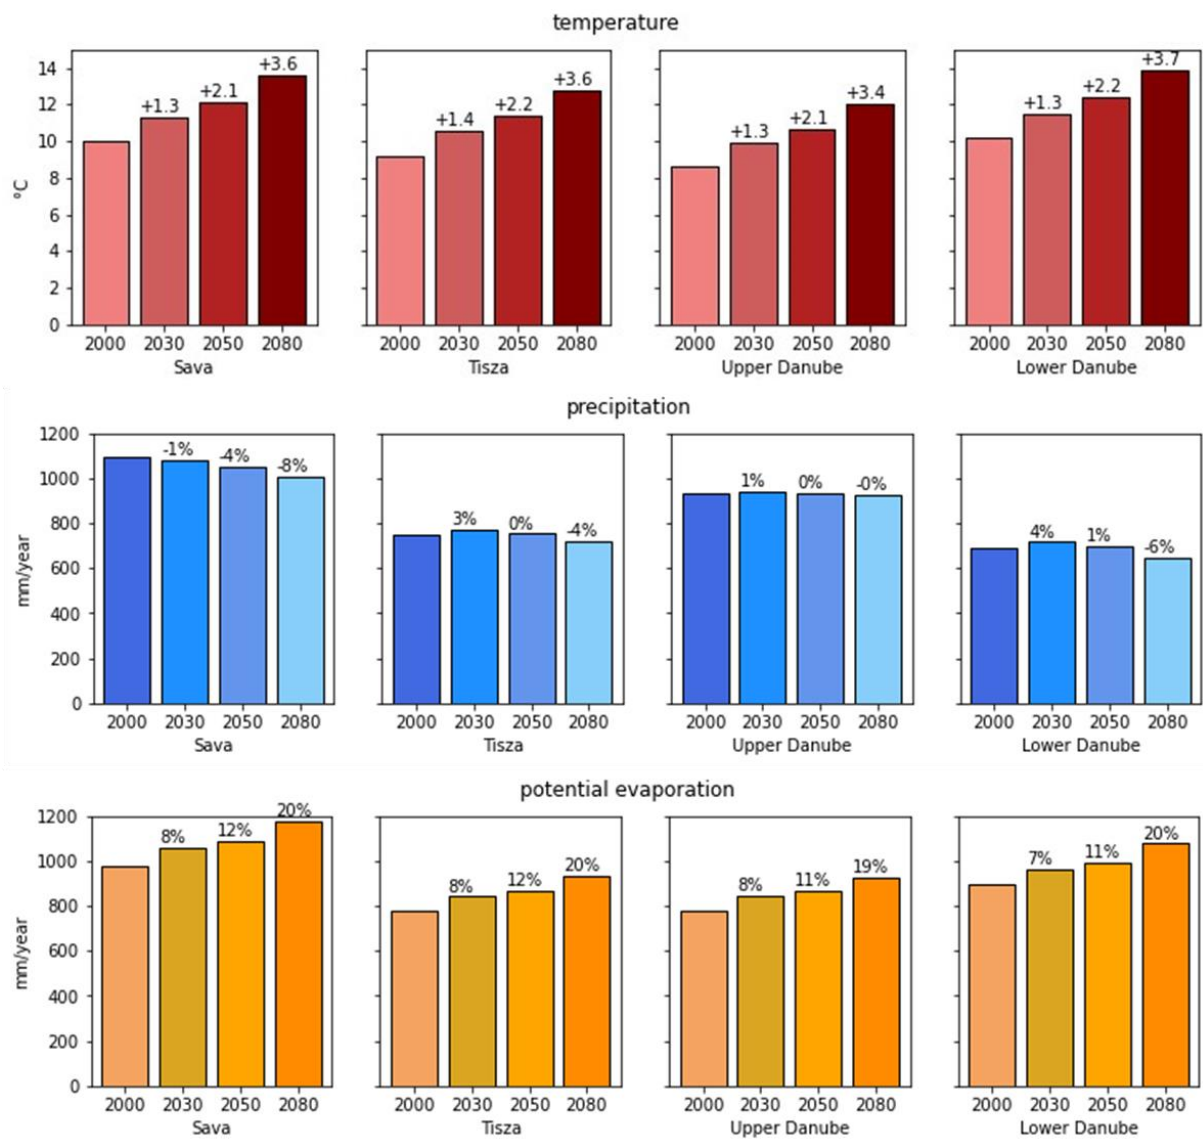 temperature
°C
14
12
10
8
6
4
2
0
+1.3 +2.1 +3.6
2000 2030 2050 2080
Sava
+1.4 +2.2 +3.6
2000 2030 2050 2080
Tisza
+1.3 +2.1 +3.4
2000 2030 2050 2080
Upper Danube
+1.3 +2.2 +3.7
2000 2030 2050 2080
Lower Danube
precipitation
mm/year
1200
1000
800
600
400
200
0
-1% -4% -8%
2000 2030 2050 2080
Sava
3% 0% -4%
2000 2030 2050 2080
Tisza
1% 0% -0%
2000 2030 2050 2080
Upper Danube
4% 1% -6%
2000 2030 2050 2080
Lower Danube
potential evaporation
mm/year
1200
1000
800
600
400
200
0
8% 12% 20%
2000 2030 2050 2080
Sava
8% 12% 20%
2000 2030 2050 2080
Tisza
8% 11% 19%
2000 2030 2050 2080
Upper Danube
7% 11% 20%
2000 2030 2050 2080
Lower Danube